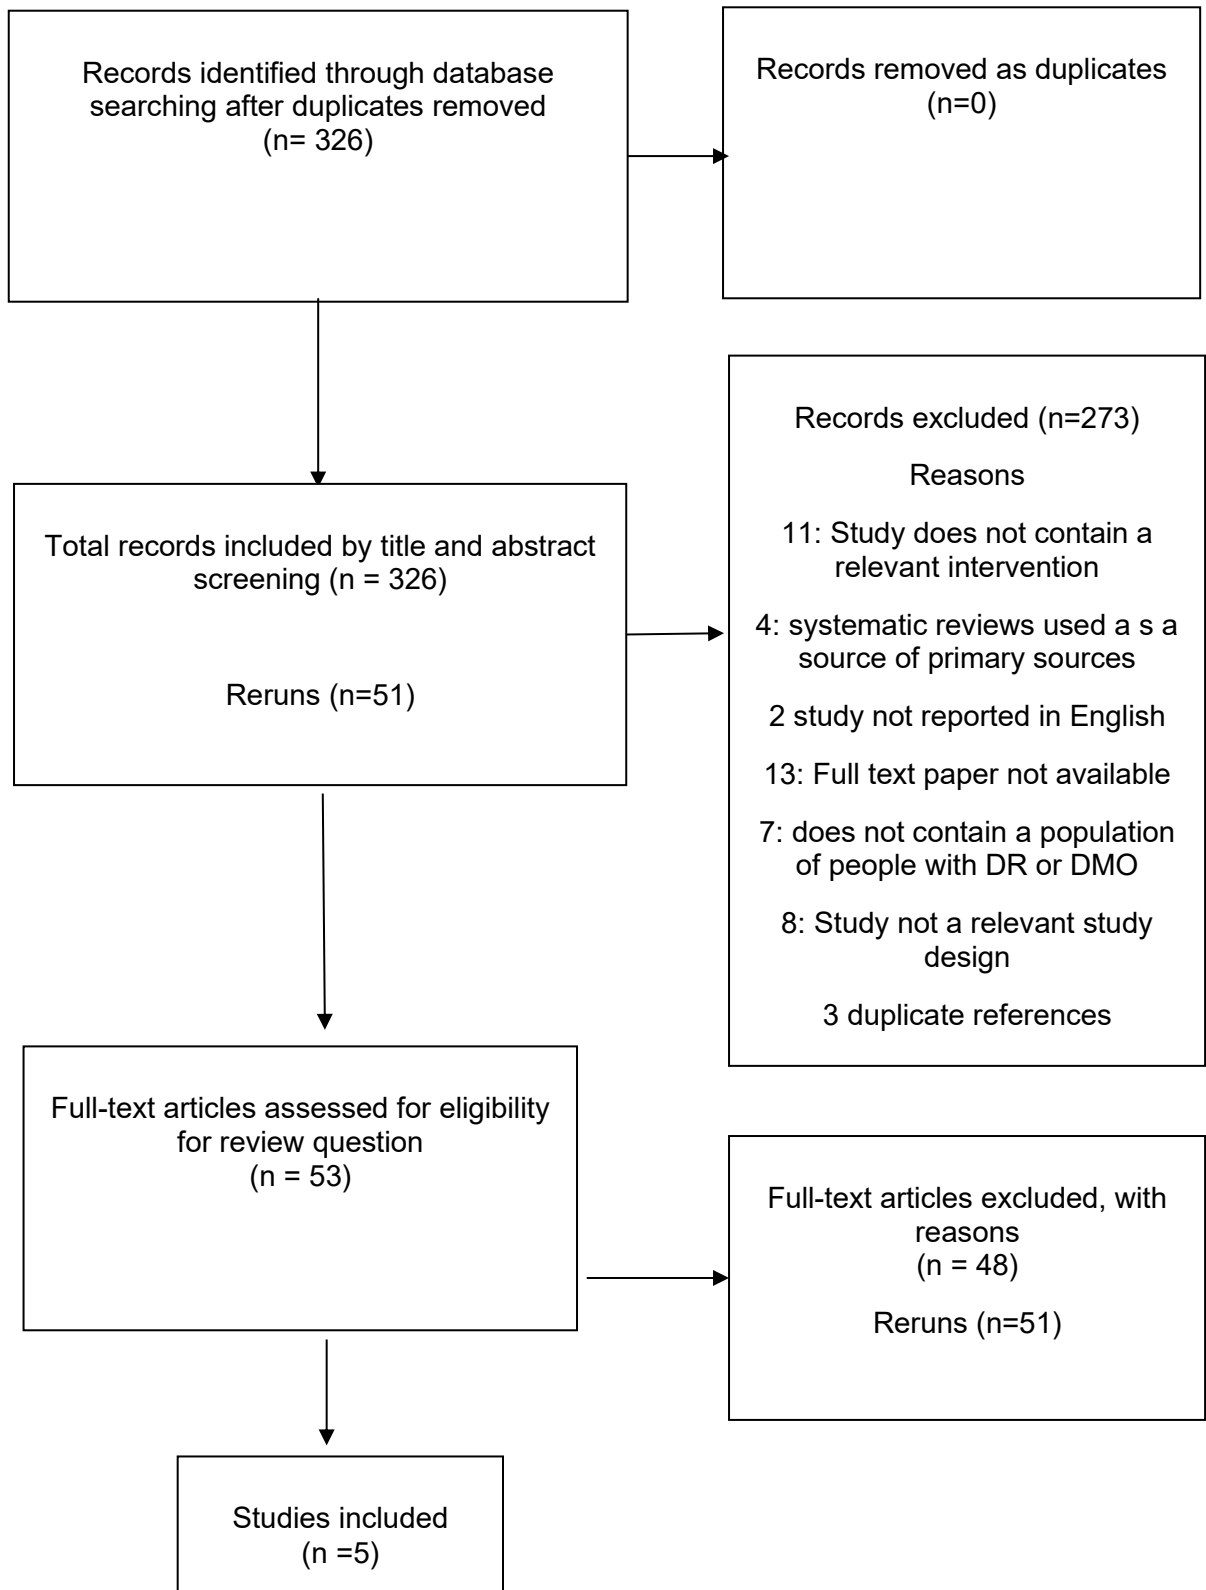 Records identified through database
searching after duplicates removed
(n= 326)
Records removed as duplicates
(n=0)
Total records included by title and abstract
screening (n = 326)
Reruns (n=51)
Records excluded (n=273)
Reasons
11: Study does not contain a
relevant intervention
4: systematic reviews used a s a
source of primary sources
2 study not reported in English
13: Full text paper not available
7: does not contain a population
of people with DR or DMO
8: Study not a relevant study
design
3 duplicate references
Full-text articles assessed for eligibility
for review question
(n = 53)
Full-text articles excluded, with
reasons
(n = 48)
Reruns (n=51)
Studies included
(n =5)